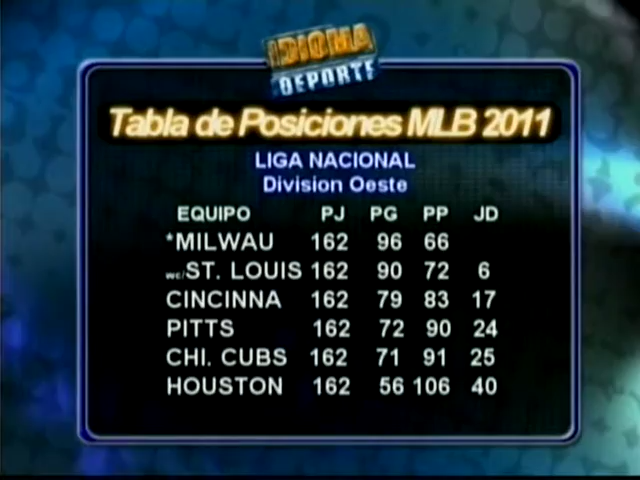 IDIOMA
DEPORTE
Tabla de Posiciones MLB 2011
LIGA NACIONAL
Division Oeste
EQUIPO PJ PG PP JD
*MILWAU 162 96 66
wc/ST. LOUIS 162 90 72 6
CINCINNA 162 79 83 17
PITTS 162 72 90 24
CHI. CUBS 162 71 91 25
HOUSTON 162 56 106 40